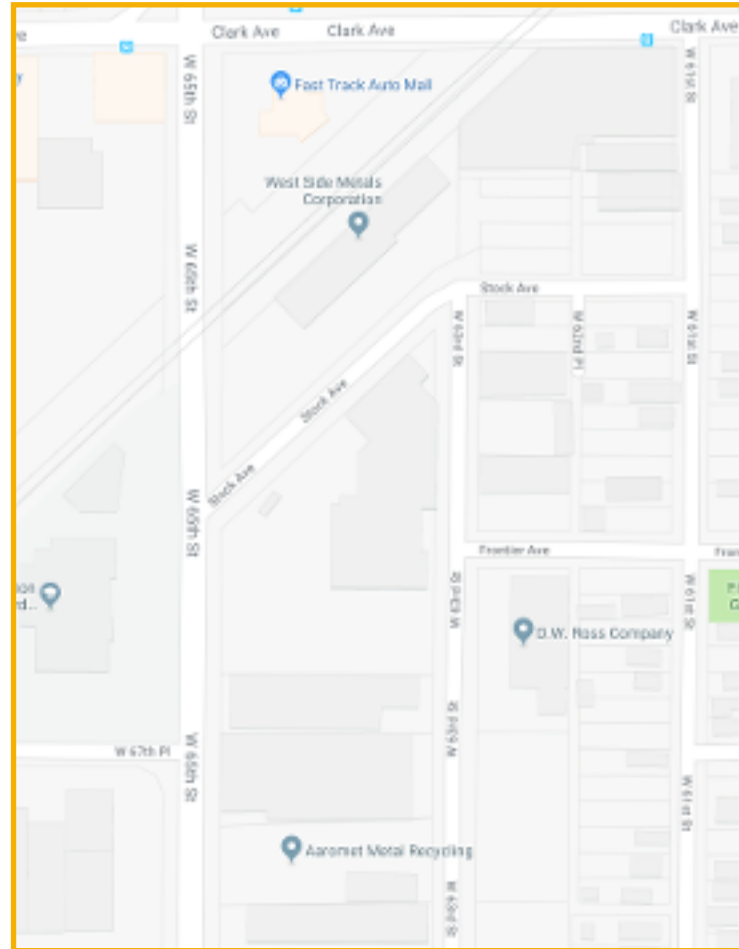 Clark Ave
Clark Ave
Clark Ave
W 65th St
W 61st St
Fast Track Auto Mall
West Side Metals
Corporation
W 65th St
Stock Ave
W 63rd St
W 62nd Pl
W 61st St
Stock Ave
Stock Ave
W 65th St
Frontier Ave
W 63rd St
W 61st St
D.W. Ross Company
W 63rd St
W 67th Pl
W 65th St
W 61st St
Aaromet Metal Recycling
W 63rd St